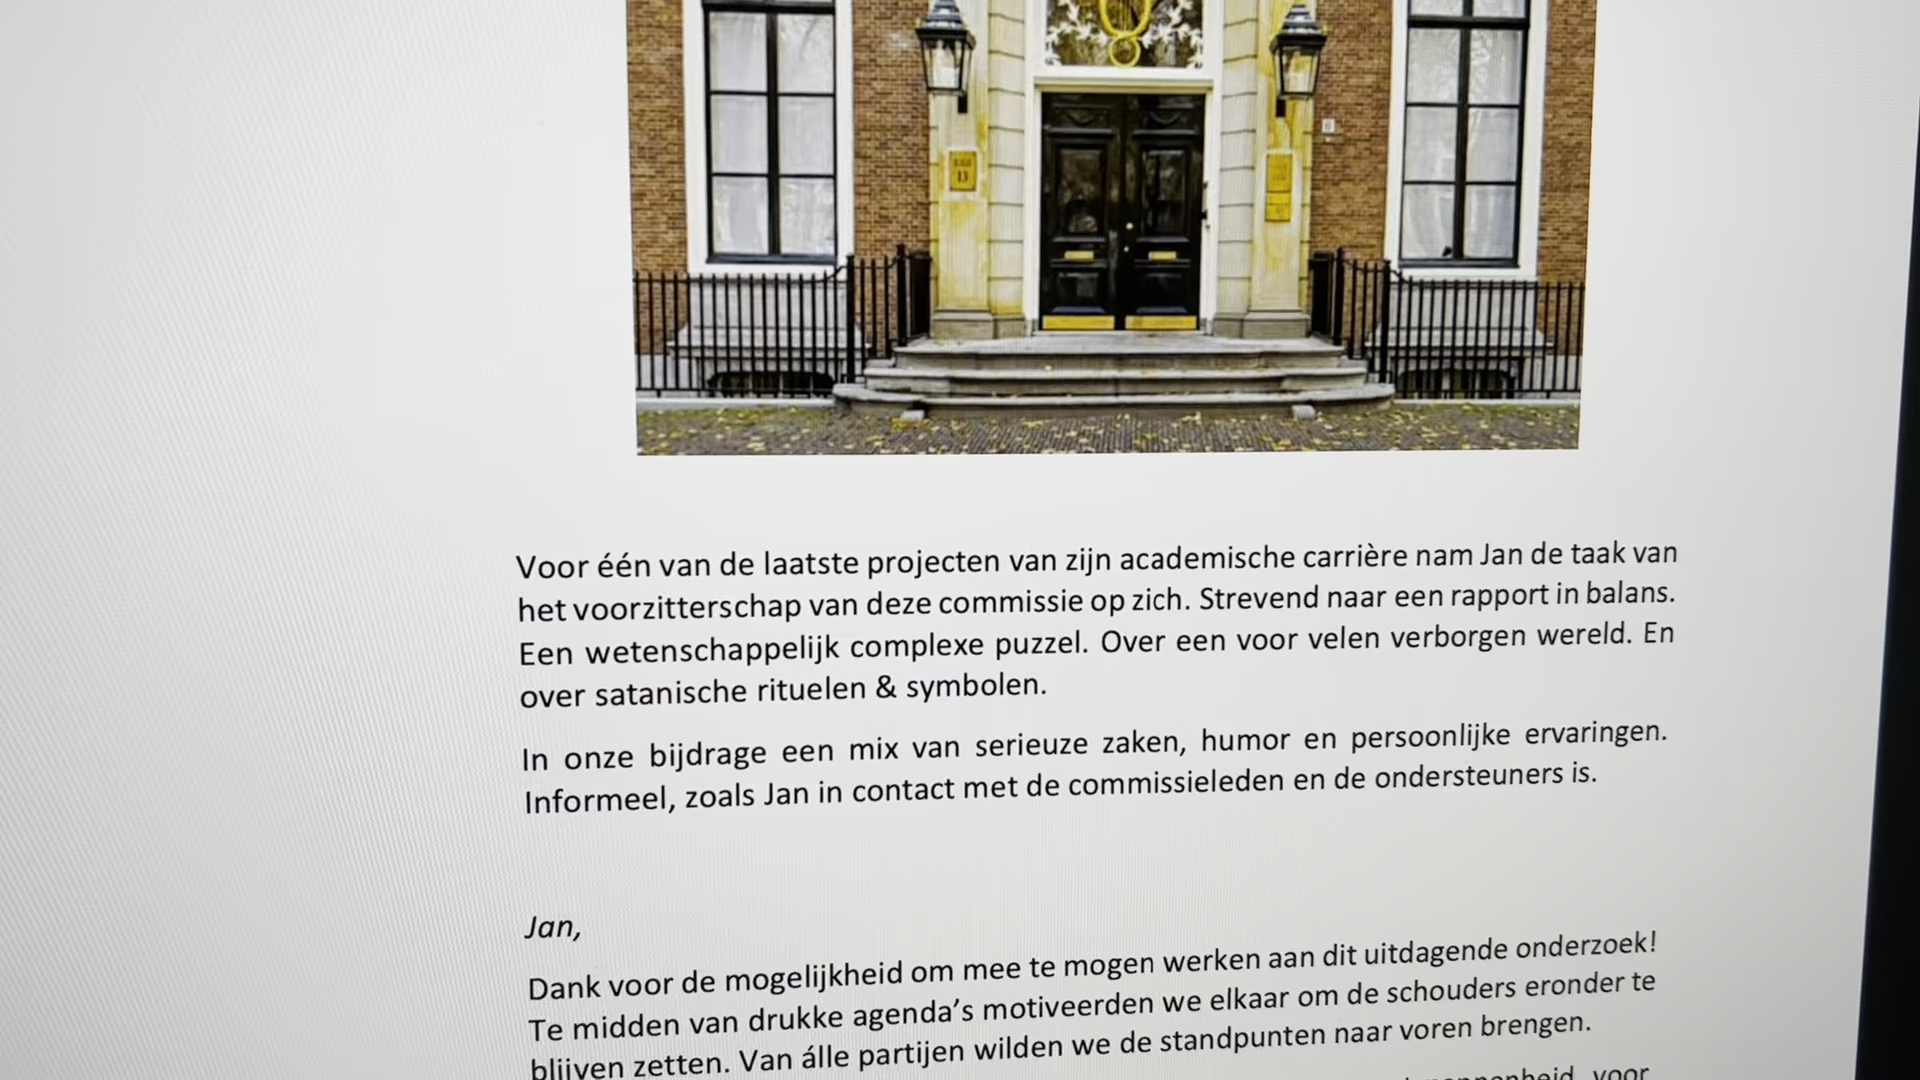 13
Voor één van de laatste projecten van zijn academische carrière nam Jan de taak van
het voorzitterschap van deze commissie op zich. Strevend naar een rapport in balans.
Een wetenschappelijk complexe puzzel. Over een voor velen verborgen wereld. En
over satanische rituelen & symbolen.
In onze bijdrage een mix van serieuze zaken, humor en persoonlijke ervaringen.
Informeel, zoals Jan in contact met de commissieleden en de ondersteuners is.
Jan,
Dank voor de mogelijkheid om mee te mogen werken aan dit uitdagende onderzoek!
Te midden van drukke agenda’s motiveerden we elkaar om de schouders eronder te
blijven zetten. Van álle partijen wilden we de standpunten naar voren brengen.
voor